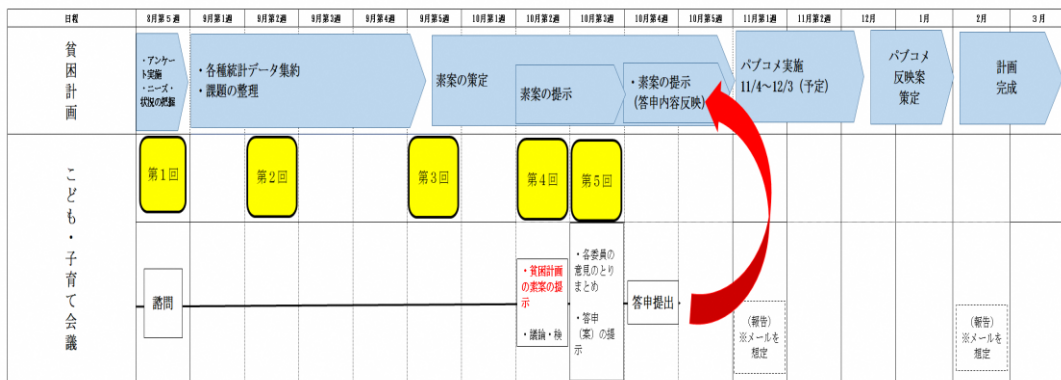 日程 8月第5週 9月第1週 9月第2週 9月第3週 9月第4週 9月第5週 10月第1週 10月第2週 10月第3週 10月第4週 10月第5週 11月第1週 11月第2週 12月 1月 2月 3月
貧困計画
・アンケー
ト実施
・ニーズ・
状況の把握
・各種統計データ集約
・課題の整理
素案の策定
素案の提示
・素案の提示
(答申内容反映)
パブコメ実施
11/4～12/3（予定）
パブコメ
反映案
策定
計画
完成
こども・子育て会議
第1回
第2回
第3回
第4回
第5回
諮問
・貧困計画
の素案の提
示
・議論・検
・各委員の
意見のとり
まとめ
・答申
（案）の提
示
答申提出
（報告）
※メールを
想定
（報告）
※メールを
想定